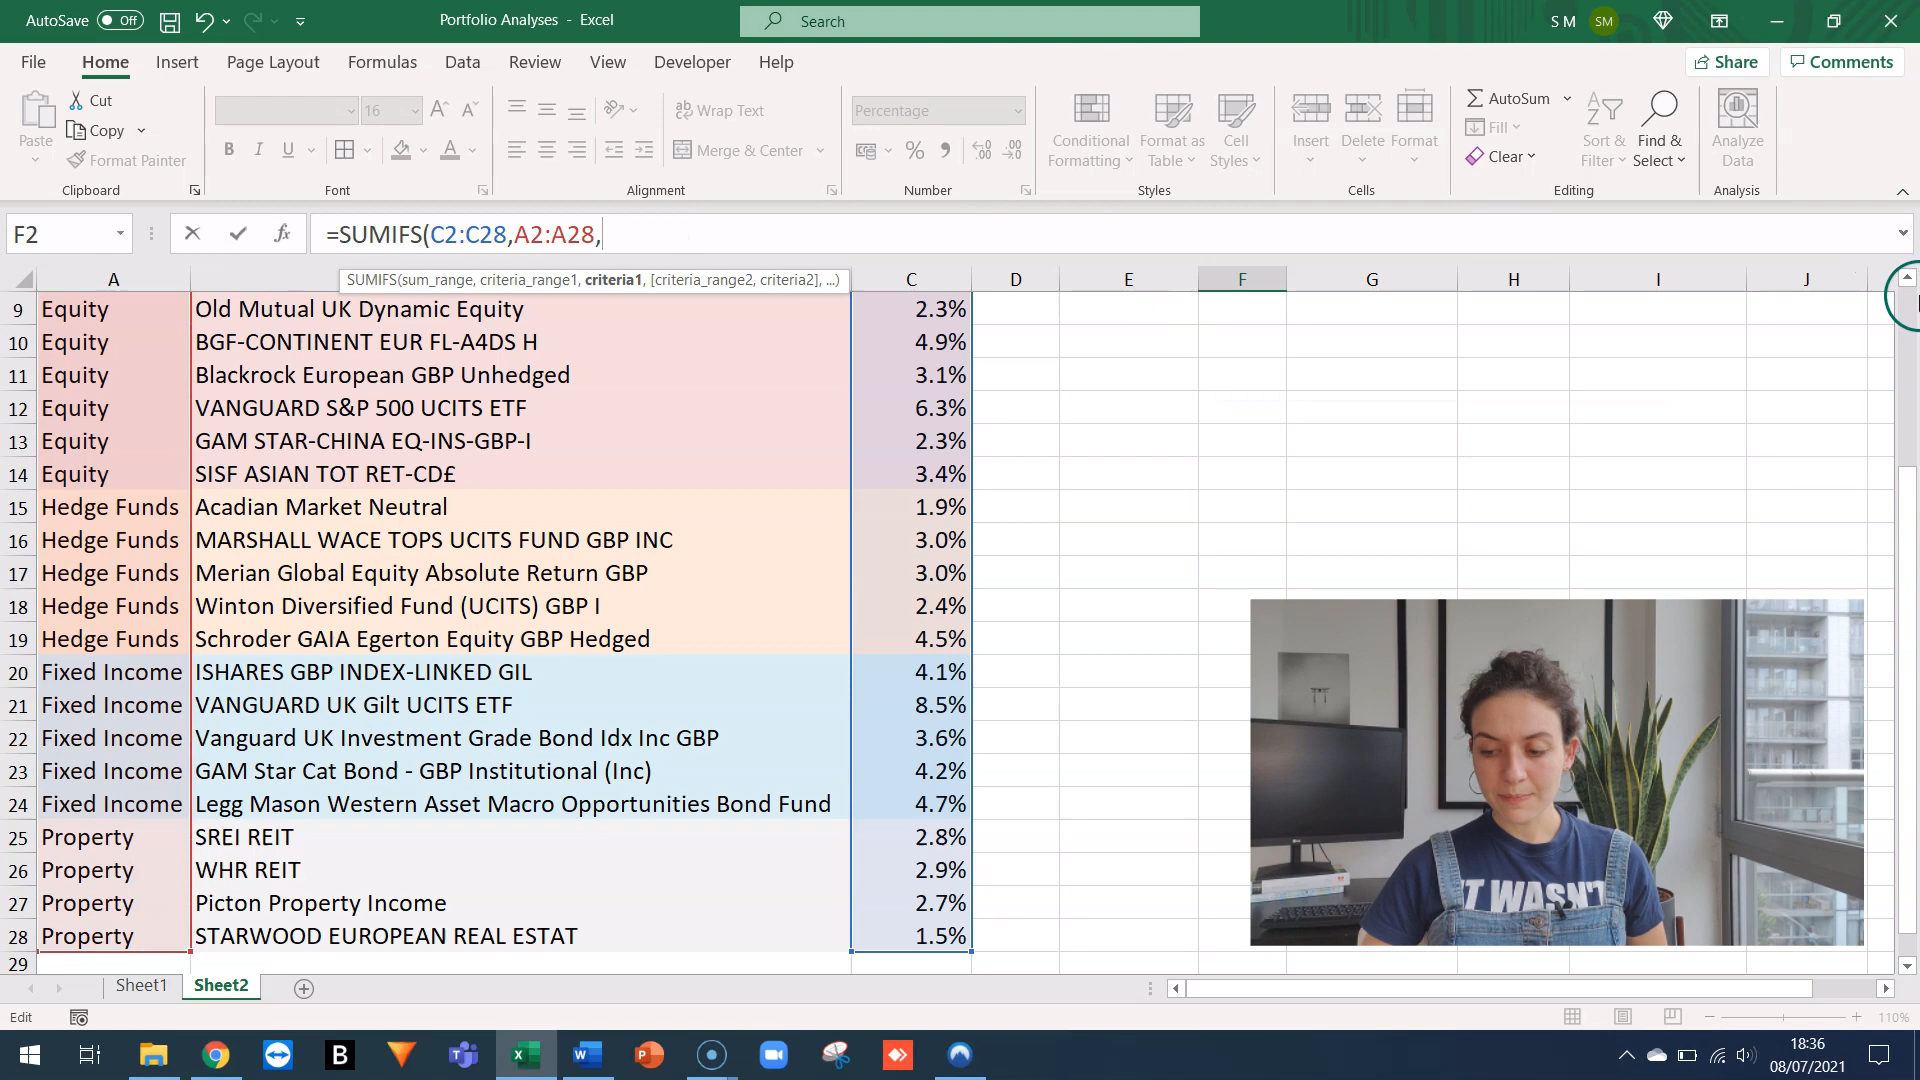 AutoSave Off Portfolio Analyses - Excel Search S M SM
File Home Insert Page Layout Formulas Data Review View Developer Help Share Comments
Paste Cut Copy Format Painter Clipboard
16 B I U Font
ab Wrap Text Merge & Center Alignment
Percentage % Number
Conditional Formatting Format as Table Cell Styles Styles
Insert Delete Format Cells
AutoSum Fill Clear Sort & Filter Find & Select Editing
Analyze Data Analysis
F2 fx =SUMIFS(C2:C28,A2:A28,
SUMIFS(sum_range, criteria_range1, criteria1, [criteria_range2, criteria2], ...)
A C D E F G H I J
9 Equity Old Mutual UK Dynamic Equity 2.3%
10 Equity BGF-CONTINENT EUR FL-A4DS H 4.9%
11 Equity Blackrock European GBP Unhedged 3.1%
12 Equity VANGUARD S&P 500 UCITS ETF 6.3%
13 Equity GAM STAR-CHINA EQ-INS-GBP-I 2.3%
14 Equity SISF ASIAN TOT RET-CD£ 3.4%
15 Hedge Funds Acadian Market Neutral 1.9%
16 Hedge Funds MARSHALL WACE TOPS UCITS FUND GBP INC 3.0%
17 Hedge Funds Merian Global Equity Absolute Return GBP 3.0%
18 Hedge Funds Winton Diversified Fund (UCITS) GBP I 2.4%
19 Hedge Funds Schroder GAIA Egerton Equity GBP Hedged 4.5%
20 Fixed Income ISHARES GBP INDEX-LINKED GIL 4.1%
21 Fixed Income VANGUARD UK Gilt UCITS ETF 8.5%
22 Fixed Income Vanguard UK Investment Grade Bond Idx Inc GBP 3.6%
23 Fixed Income GAM Star Cat Bond - GBP Institutional (Inc) 4.2%
24 Fixed Income Legg Mason Western Asset Macro Opportunities Bond Fund 4.7%
25 Property SREI REIT 2.8%
26 Property WHR REIT 2.9%
27 Property Picton Property Income 2.7%
28 Property STARWOOD EUROPEAN REAL ESTAT 1.5%
29
IT WASN'T
Sheet1 Sheet2
Edit 110%
18:36
08/07/2021